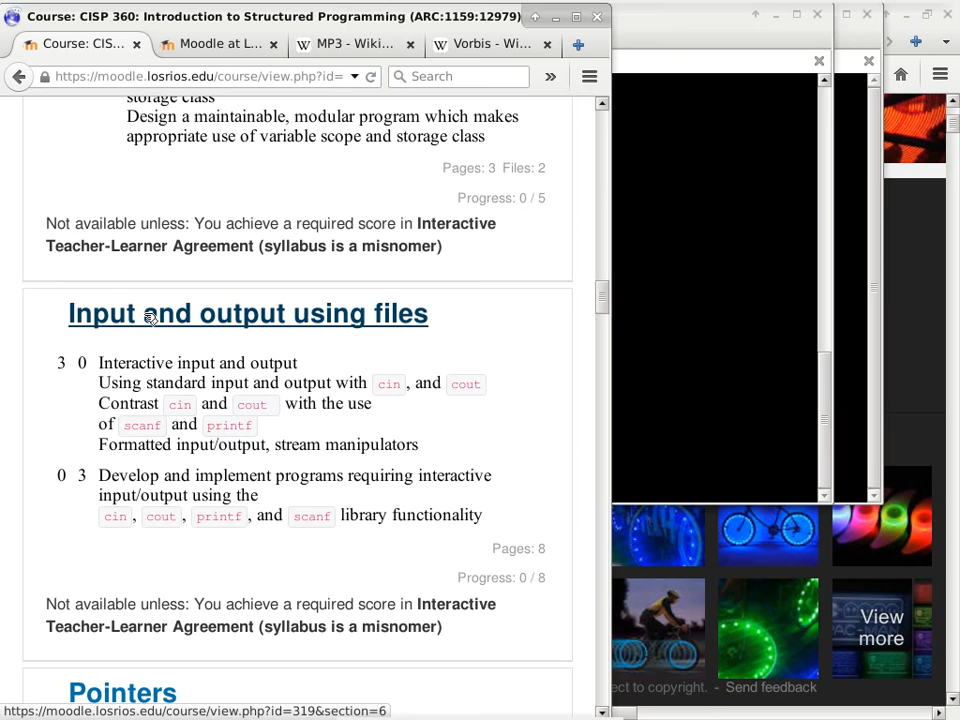 Course: CISP 360: Introduction to Structured Programming (ARC:1159:12979)
Course: CIS...
Moodle at L...
MP3 - Wiki...
Vorbis - Wi...
https://moodle.losrios.edu/course/view.php?id=
Search
storage class
Design a maintainable, modular program which makes
appropriate use of variable scope and storage class
Pages: 3 Files: 2
Progress: 0 / 5
Not available unless: You achieve a required score in Interactive
Teacher-Learner Agreement (syllabus is a misnomer)
Input and output using files
3 0 Interactive input and output
Using standard input and output with cin, and cout
Contrast cin and cout with the use
of scanf and printf
Formatted input/output, stream manipulators
0 3 Develop and implement programs requiring interactive
input/output using the
cin, cout, printf, and scanf library functionality
Pages: 8
Progress: 0 / 8
Not available unless: You achieve a required score in Interactive
Teacher-Learner Agreement (syllabus is a misnomer)
Pointers
https://moodle.losrios.edu/course/view.php?id=319&section=6
View
more
ect to copyright. - Send feedback